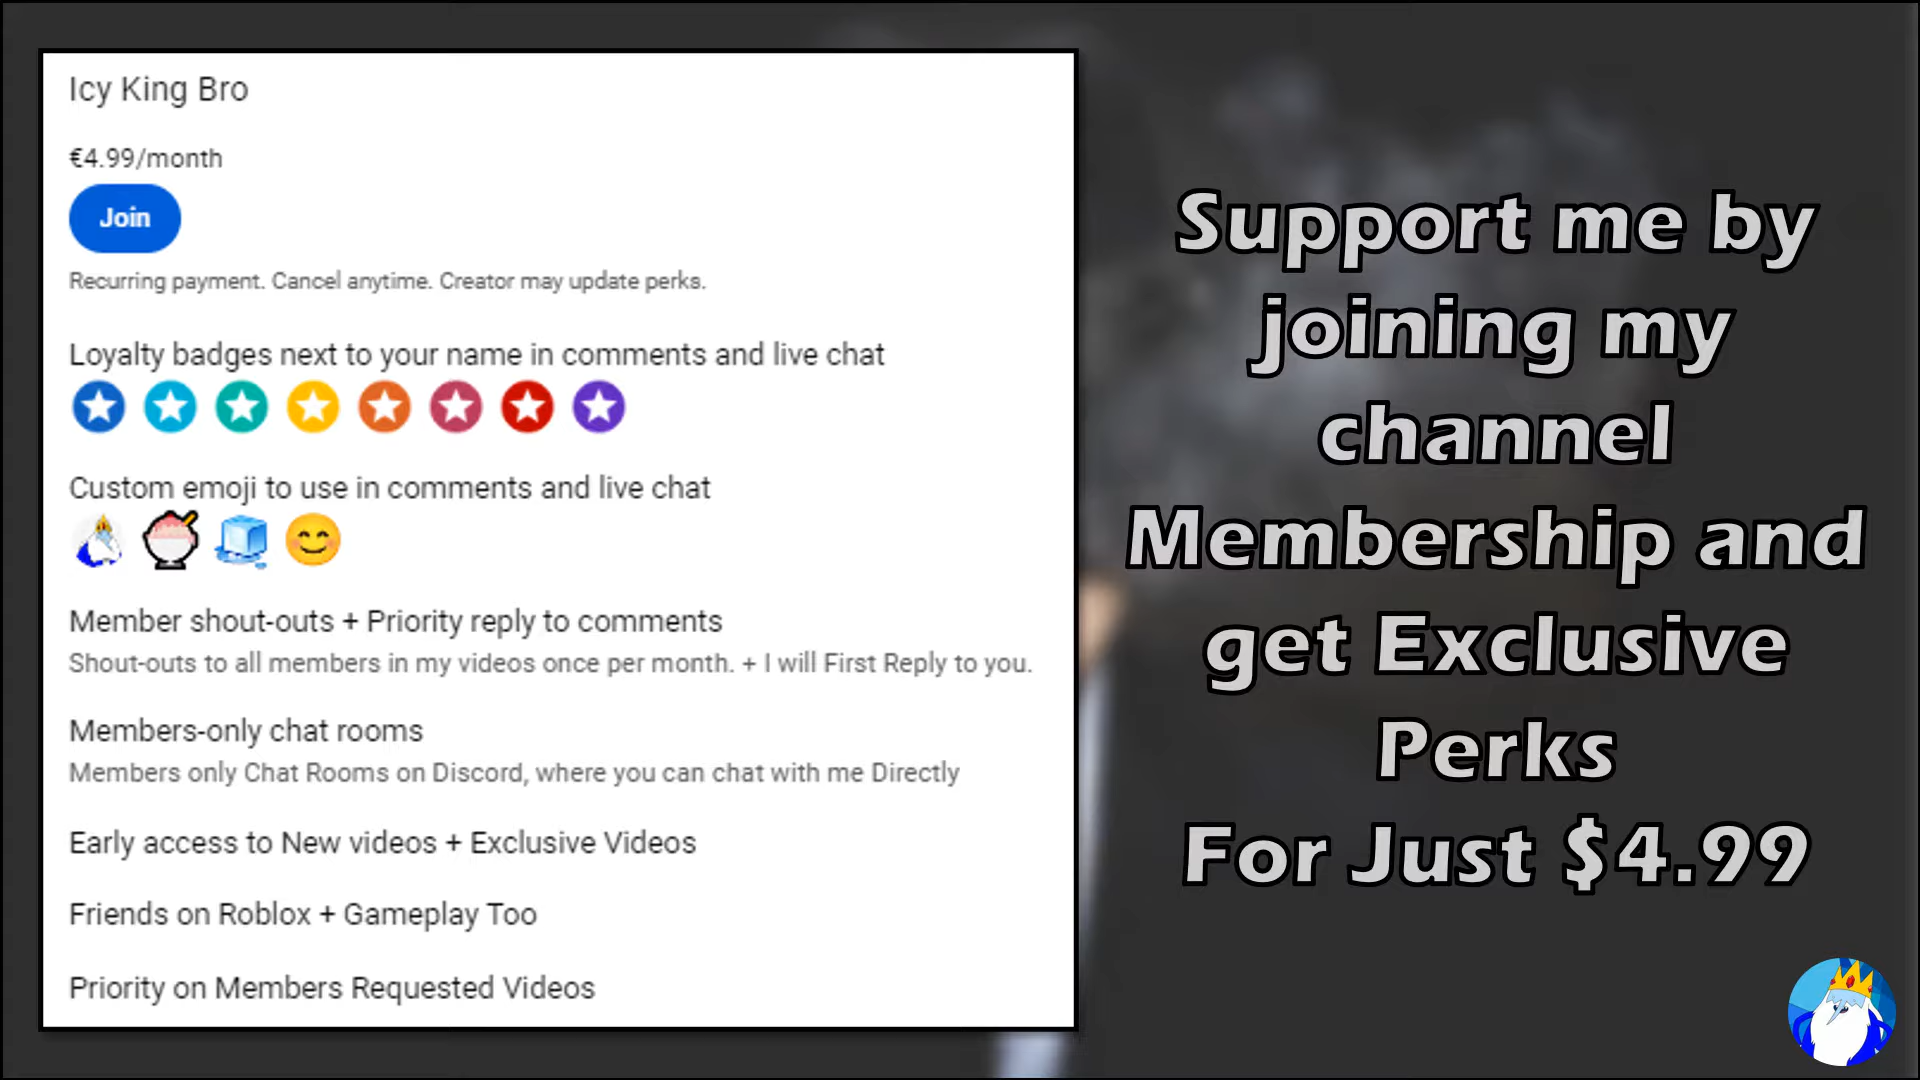 Icy King Bro
€4.99/month
Join
Recurring payment. Cancel anytime. Creator may update perks.
Loyalty badges next to your name in comments and live chat
Custom emoji to use in comments and live chat
Member shout-outs + Priority reply to comments
Shout-outs to all members in my videos once per month. + I will First Reply to you.
Members-only chat rooms
Members only Chat Rooms on Discord, where you can chat with me Directly
Early access to New videos + Exclusive Videos
Friends on Roblox + Gameplay Too
Priority on Members Requested Videos
Support me by
joining my
channel
Membership and
get Exclusive
Perks
For Just $4.99